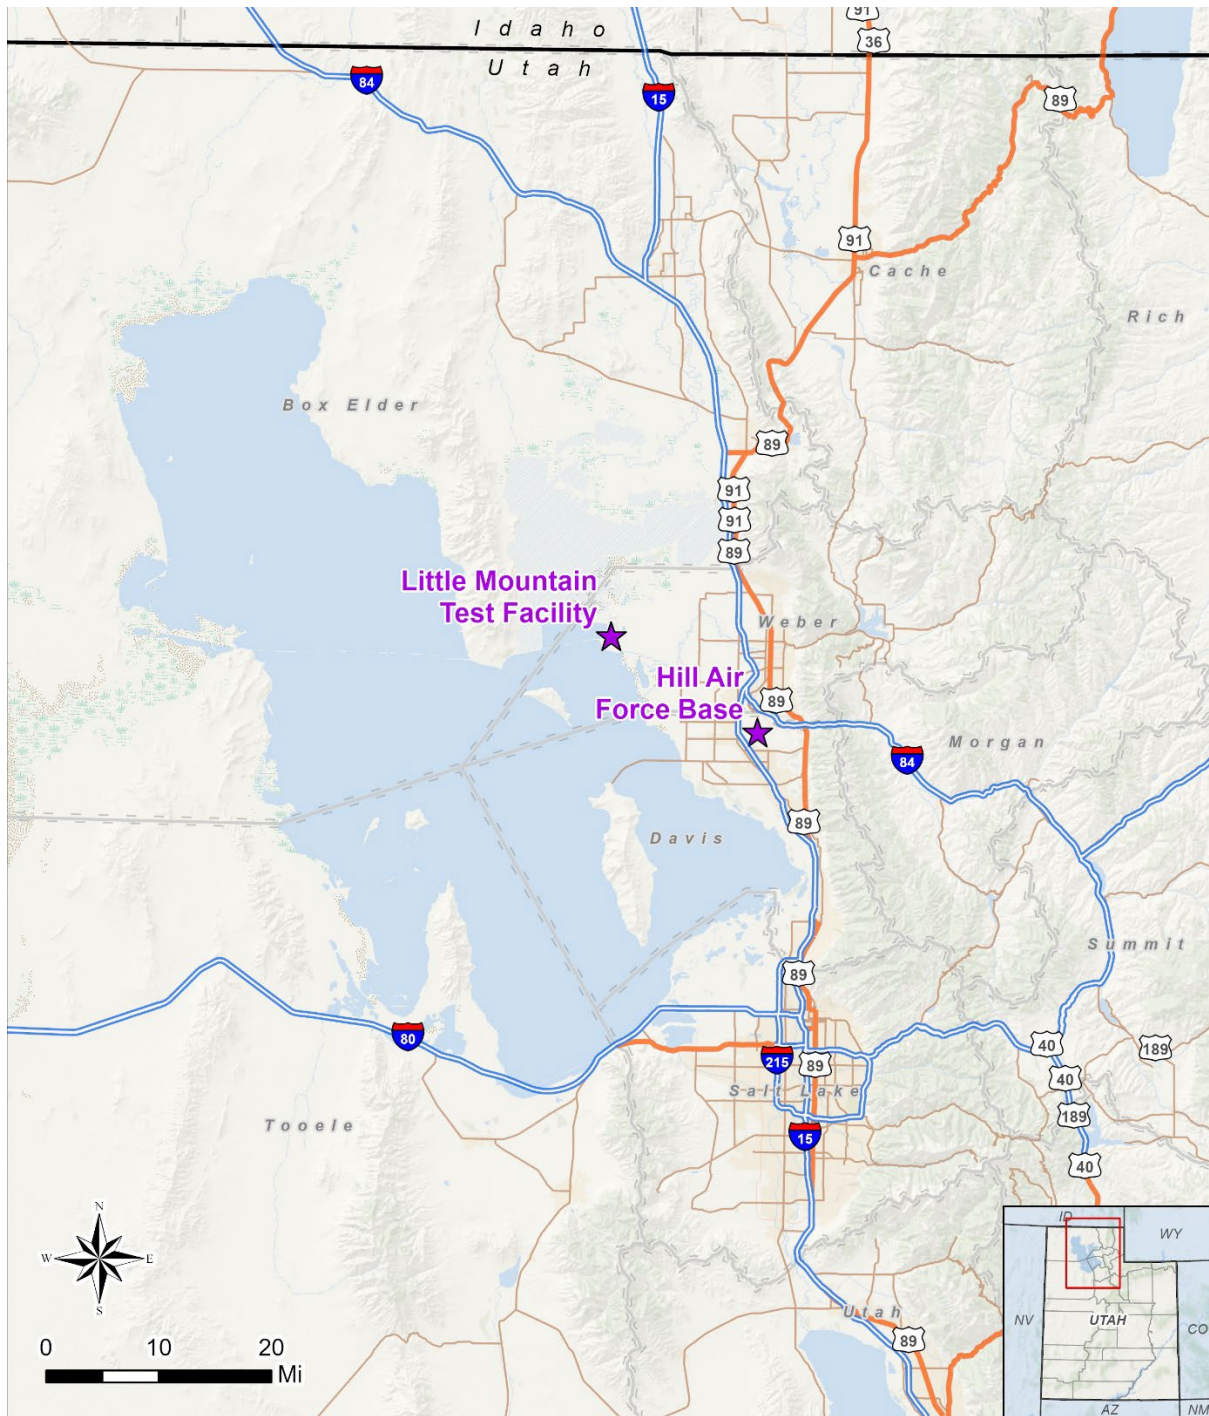 Idaho
Utah
91
36
84
15
89
91
Cache
Rich
Box Elder
89
91
91
89
Little Mountain
Test Facility
Weber
Hill Air
Force Base
89
Morgan
84
89
Davis
Summit
89
80
40
189
215
89
40
Salt Lake
189
Tooele
15
40
N
W
E
S
ID
WY
NV
UTAH
CO
AZ
NM
Utah
89
0
10
20
Mi